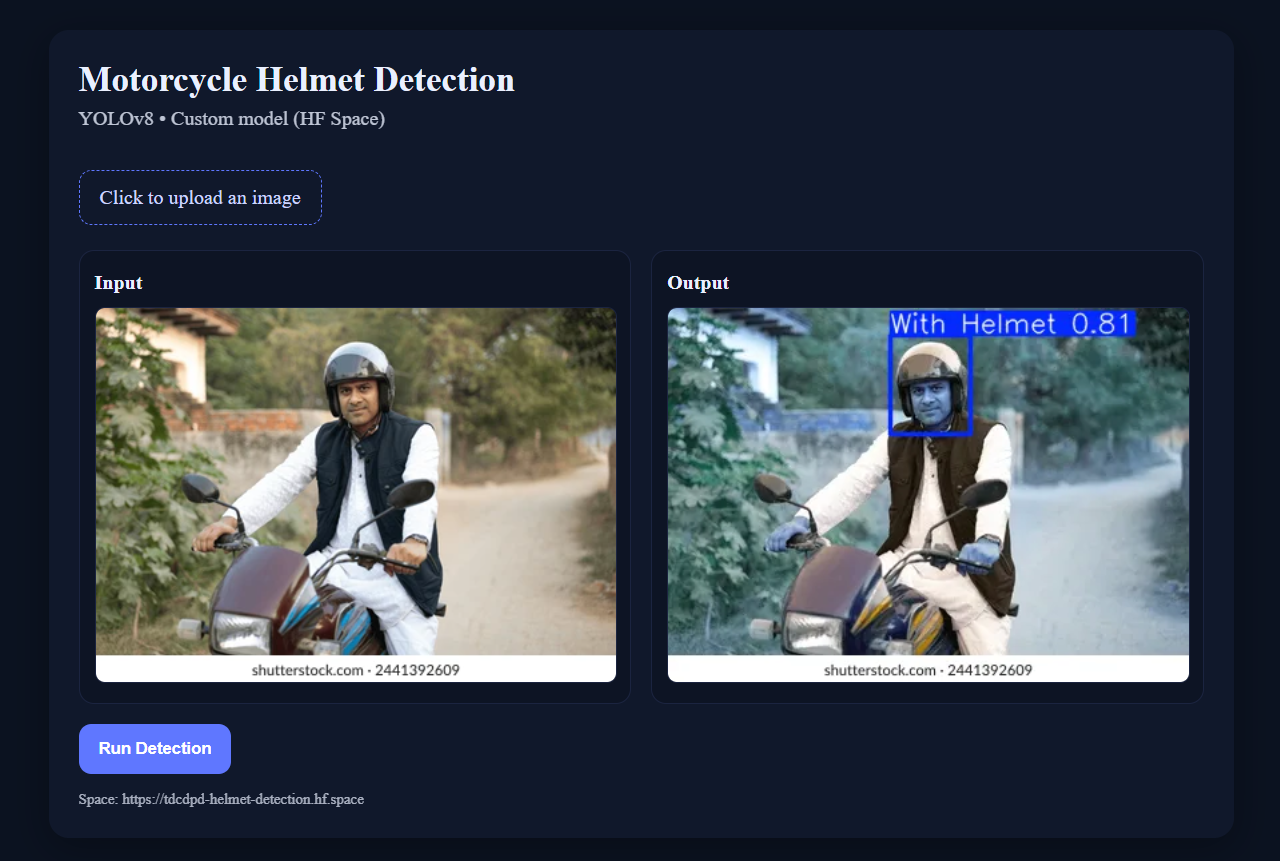 Motorcycle Helmet Detection
YOLOv8 • Custom model (HF Space)
Click to upload an image
Input
shutterstock.com · 2441392609
Output
With Helmet 0.81
shutterstock.com · 2441392609
Run Detection
Space: https://tdcdpd-helmet-detection.hf.space